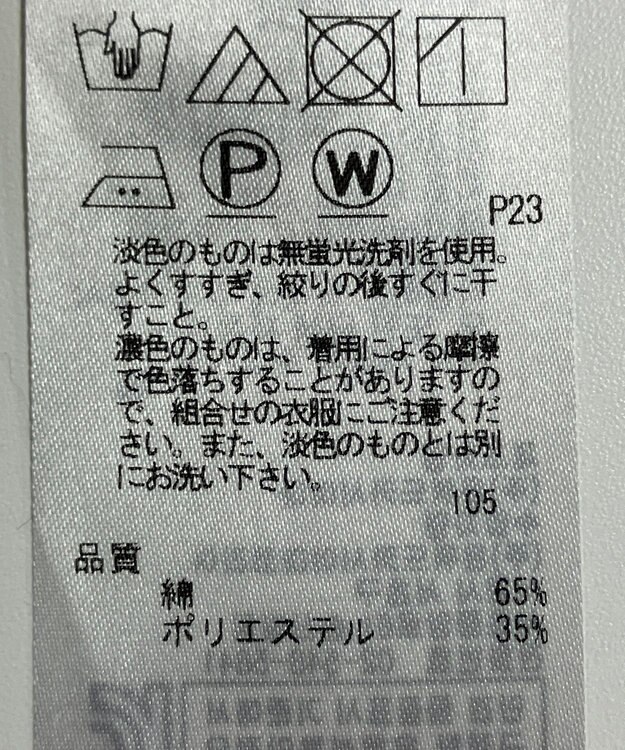 P
W
P23
淡色のものは無蛍光洗剤を使用。
よくすすぎ、絞りの後すぐに干
すこと。
濃色のものは、着用による摩擦
で色落ちすることがありますの
で、組合せの衣服にご注意くだ
さい。また、淡色のものとは別
にお洗い下さい。
105
品質
綿 65%
ポリエステル 35%